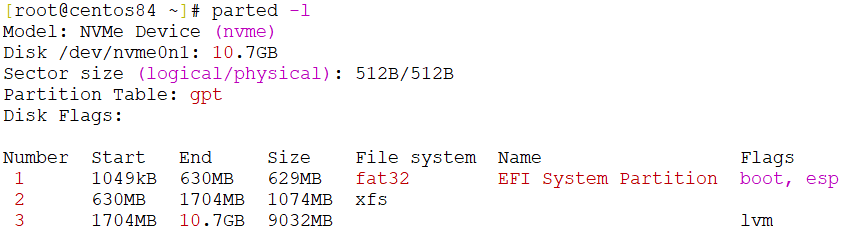 [root@centos84 ~]# parted -l
Model: NVMe Device (nvme)
Disk /dev/nvme0n1: 10.7GB
Sector size (logical/physical): 512B/512B
Partition Table: gpt
Disk Flags:
Number  Start   End     Size    File system  Name                  Flags
 1      1049kB  630MB   629MB   fat32        EFI System Partition  boot, esp
 2      630MB   1704MB  1074MB  xfs
 3      1704MB  10.7GB  9032MB                                     lvm